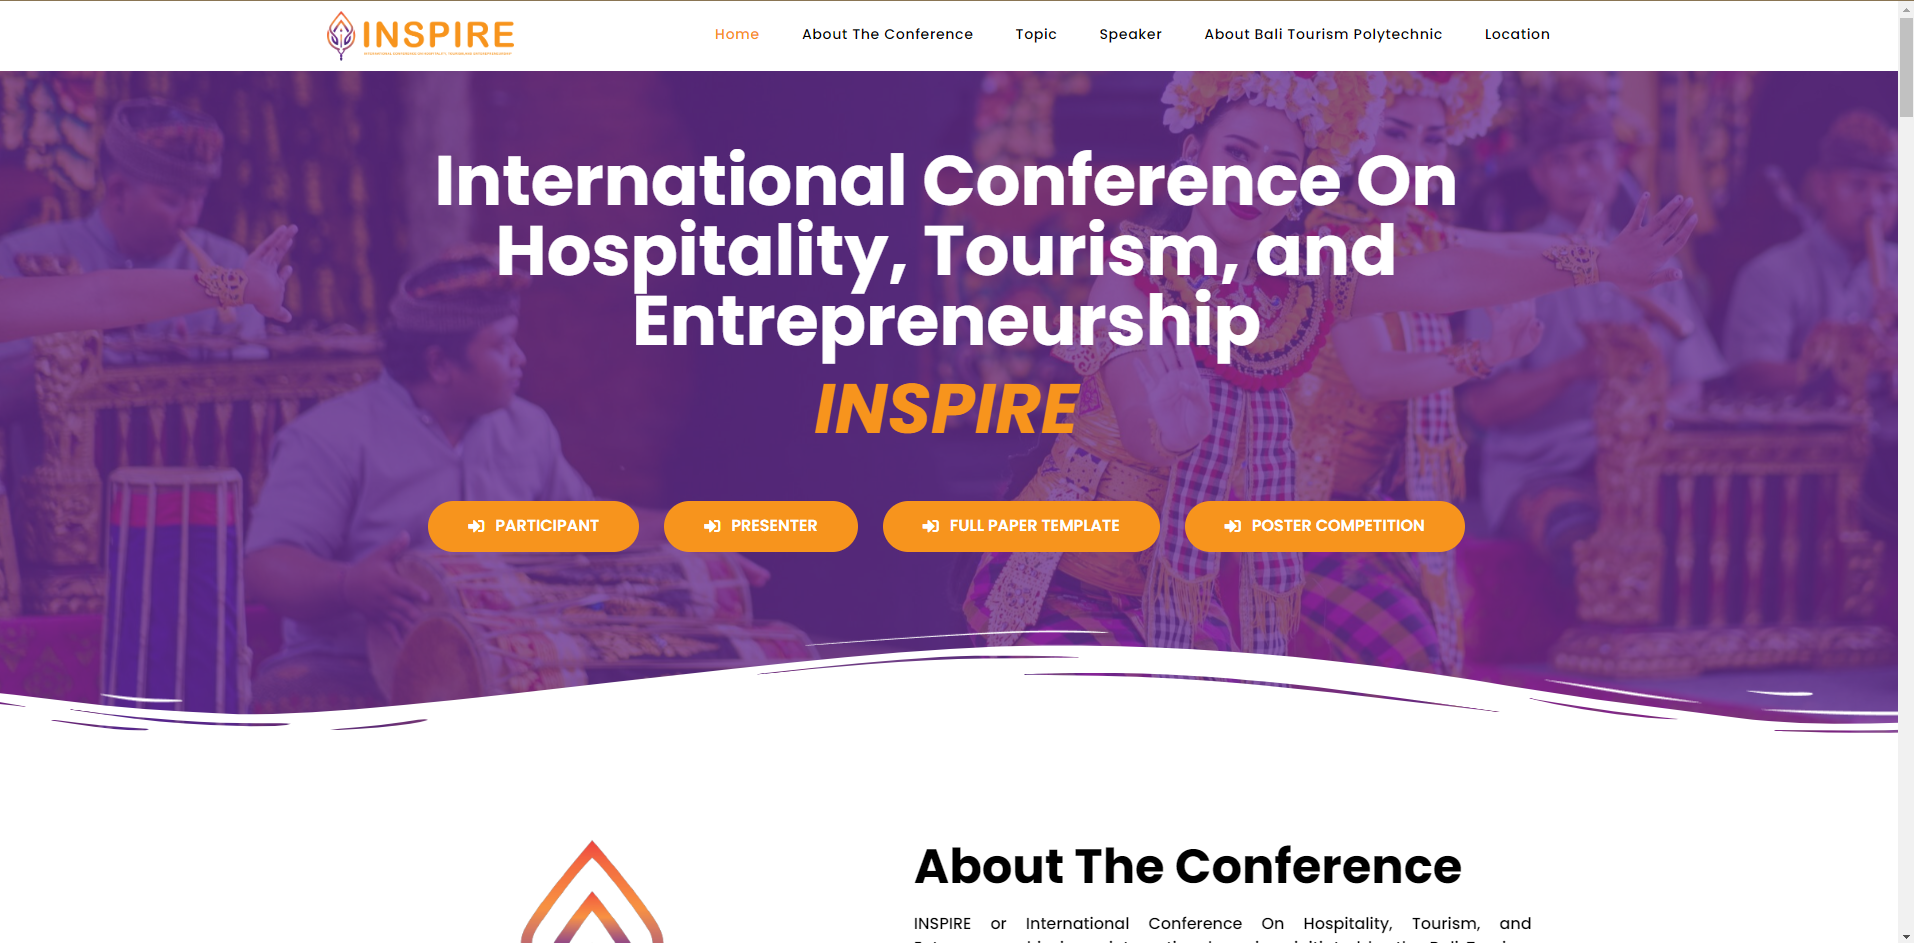 INSPIRE
Home
About The Conference
Topic
Speaker
About Bali Tourism Polytechnic
Location
International Conference On
Hospitality, Tourism, and
Entrepreneurship
INSPIRE
PARTICIPANT
PRESENTER
FULL PAPER TEMPLATE
POSTER COMPETITION
About The Conference
INSPIRE or International Conference On Hospitality, Tourism, and